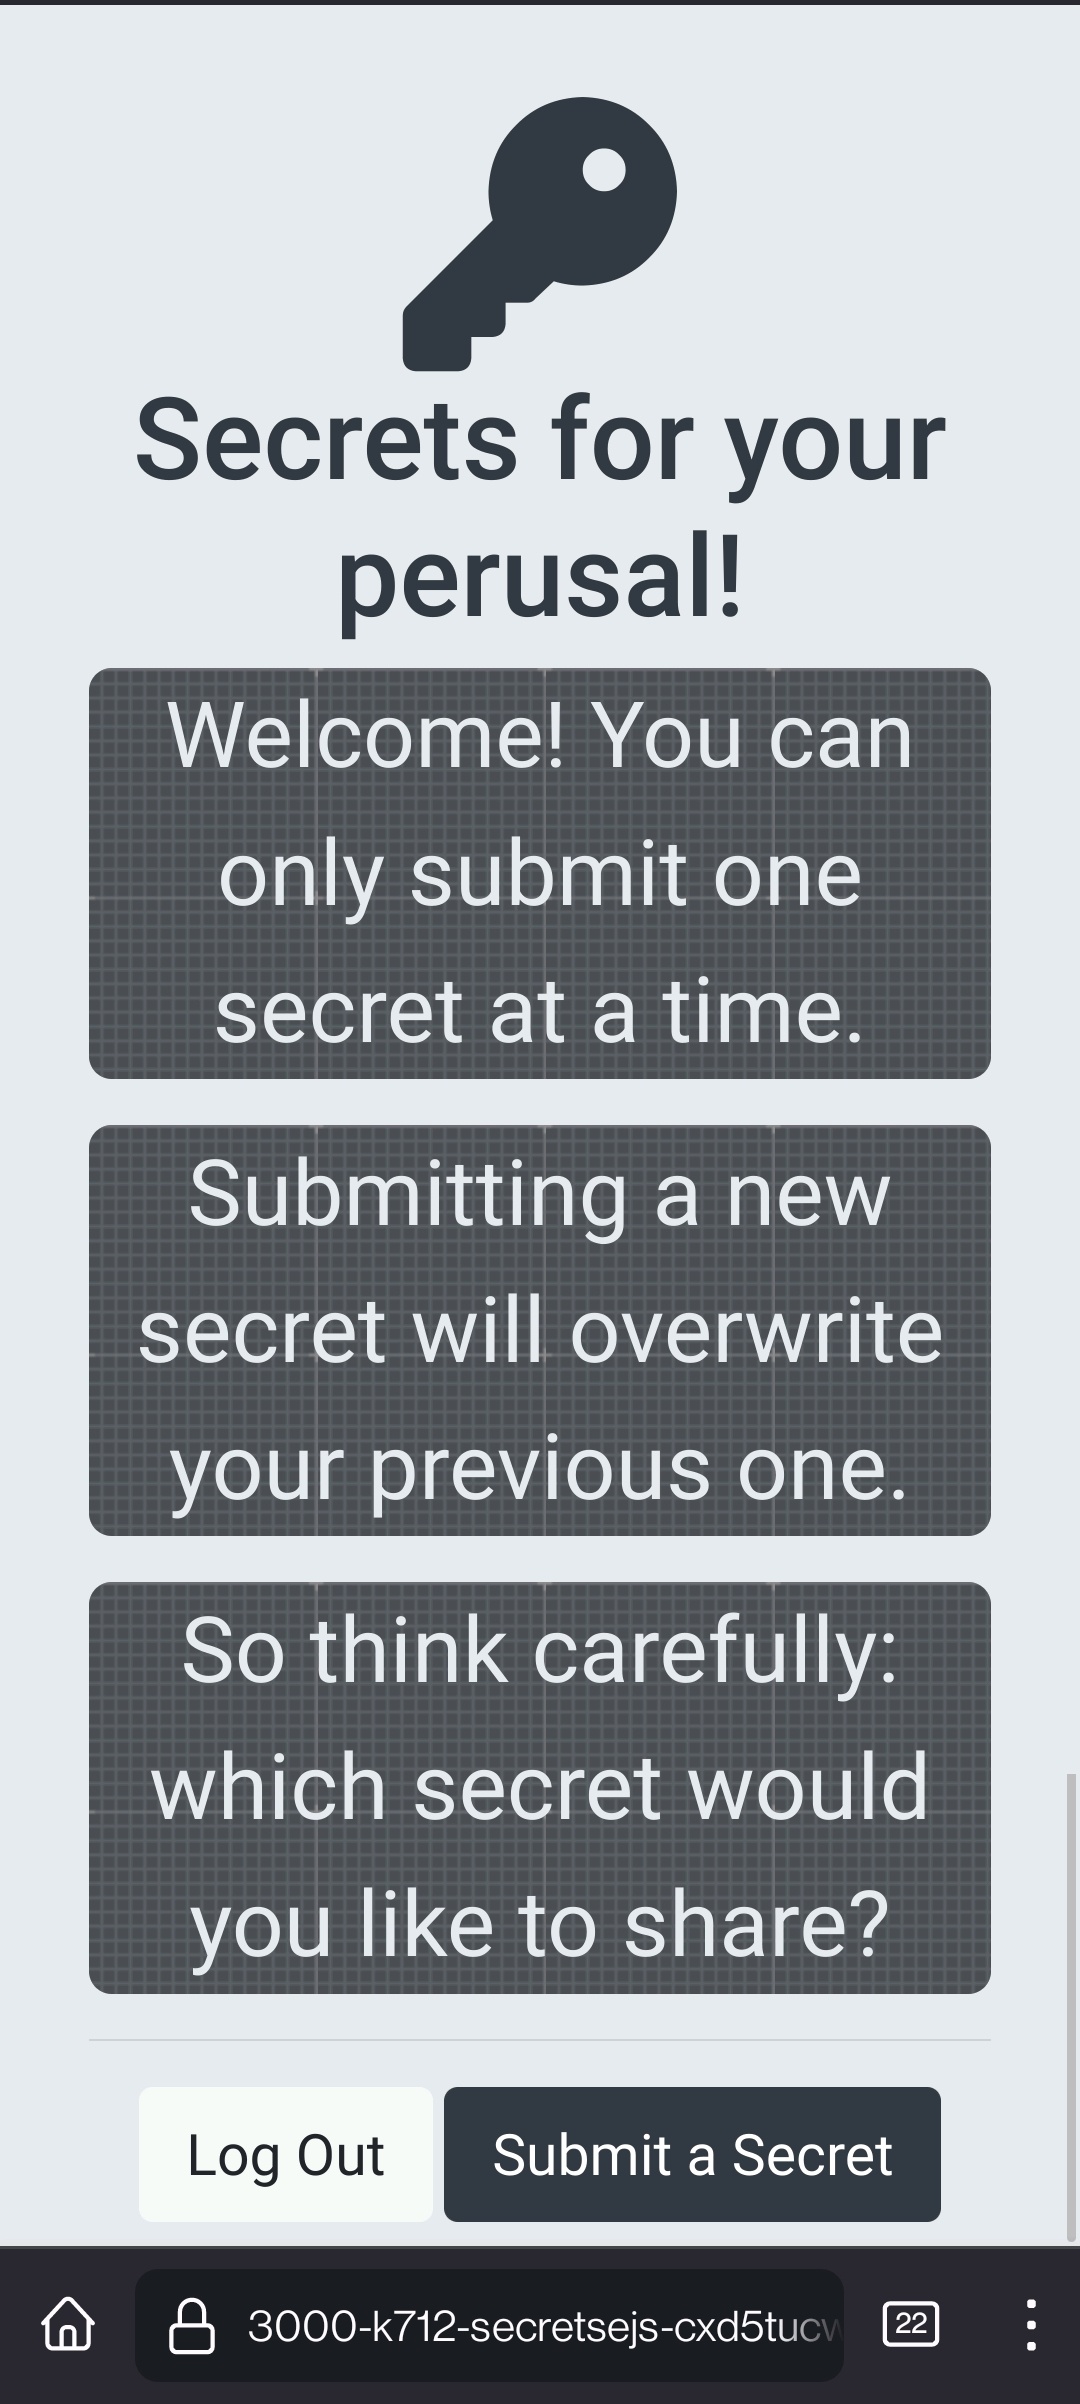 Secrets for your
perusal!
Welcome! You can
only submit one
secret at a time.
Submitting a new
secret will overwrite
your previous one.
So think carefully:
which secret would
you like to share?
Log Out Submit a Secret
3000-k712-secretsejs-cxd5tuc 22